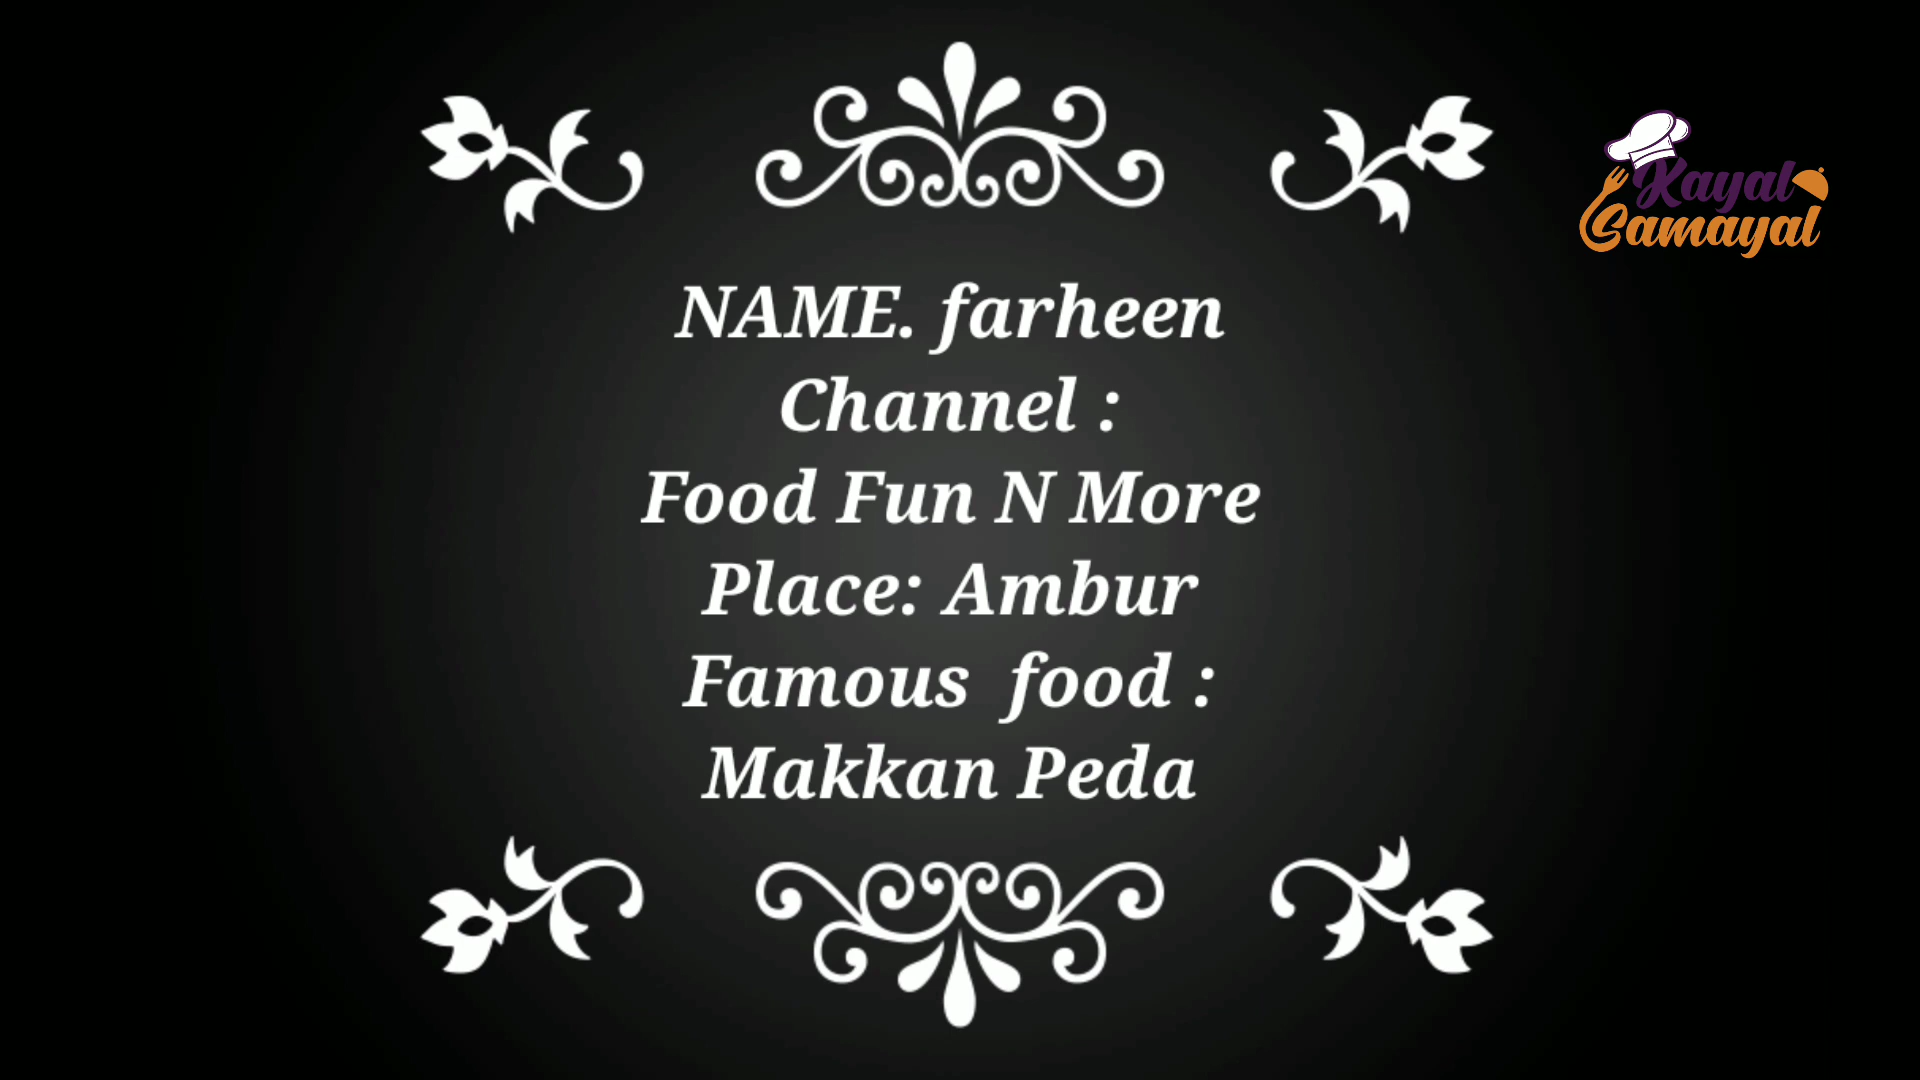 Kayal
Samayal
NAME. farheen
Channel :
Food Fun N More
Place: Ambur
Famous  food :
Makkan Peda